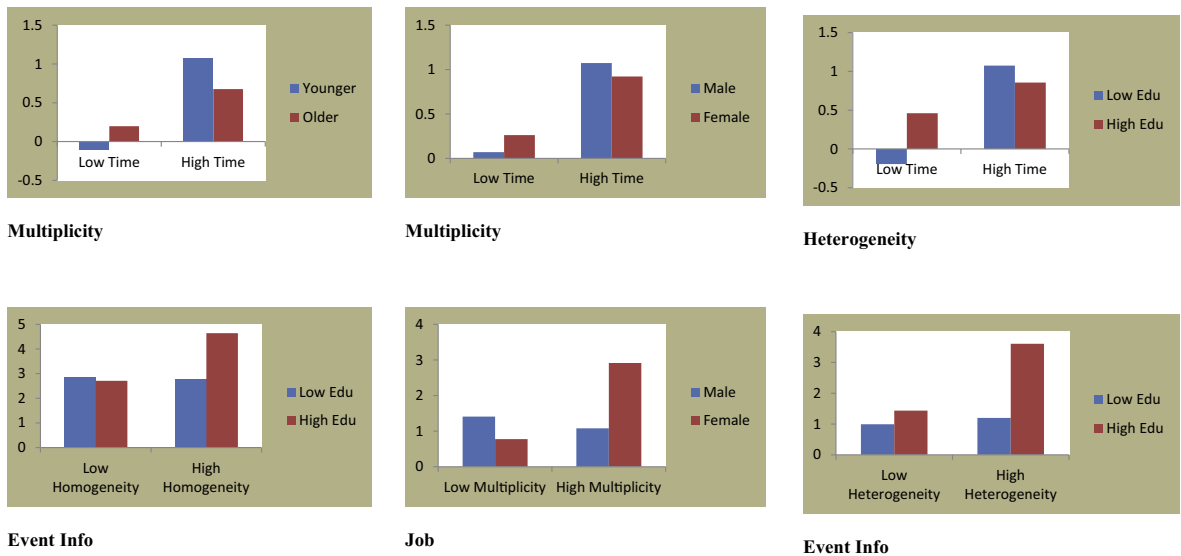 1.5
1
0.5
0
-0.5
Low Time
High Time
Younger
Older
Multiplicity
1.5
1
0.5
0
Low Time
High Time
Male
Female
Multiplicity
1.5
1
0.5
0
-0.5
Low Time
High Time
Low Edu
High Edu
Heterogeneity
5
4
3
2
1
0
Low
Homogeneity
High
Homogeneity
Low Edu
High Edu
Event Info
4
3
2
1
0
Low Multiplicity
High Multiplicity
Male
Female
Job
4
3
2
1
0
Low
Heterogeneity
High
Heterogeneity
Low Edu
High Edu
Event Info